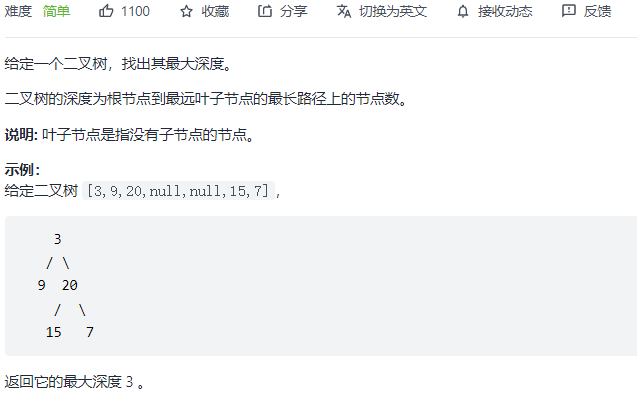 难度 简单 1100 收藏 分享 切换为英文 接收动态 反馈
给定一个二叉树，找出其最大深度。
二叉树的深度为根节点到最远叶子节点的最长路径上的节点数。
说明: 叶子节点是指没有子节点的节点。
示例：
给定二叉树 [3,9,20,null,null,15,7]，
3
/ \
9 20
/ \
15 7
返回它的最大深度 3 。